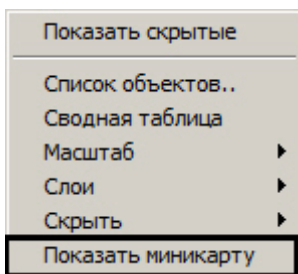 Показать скрытые
Список объектов..
Сводная таблица
Масштаб
Слои
Скрыть
Показать миникарту